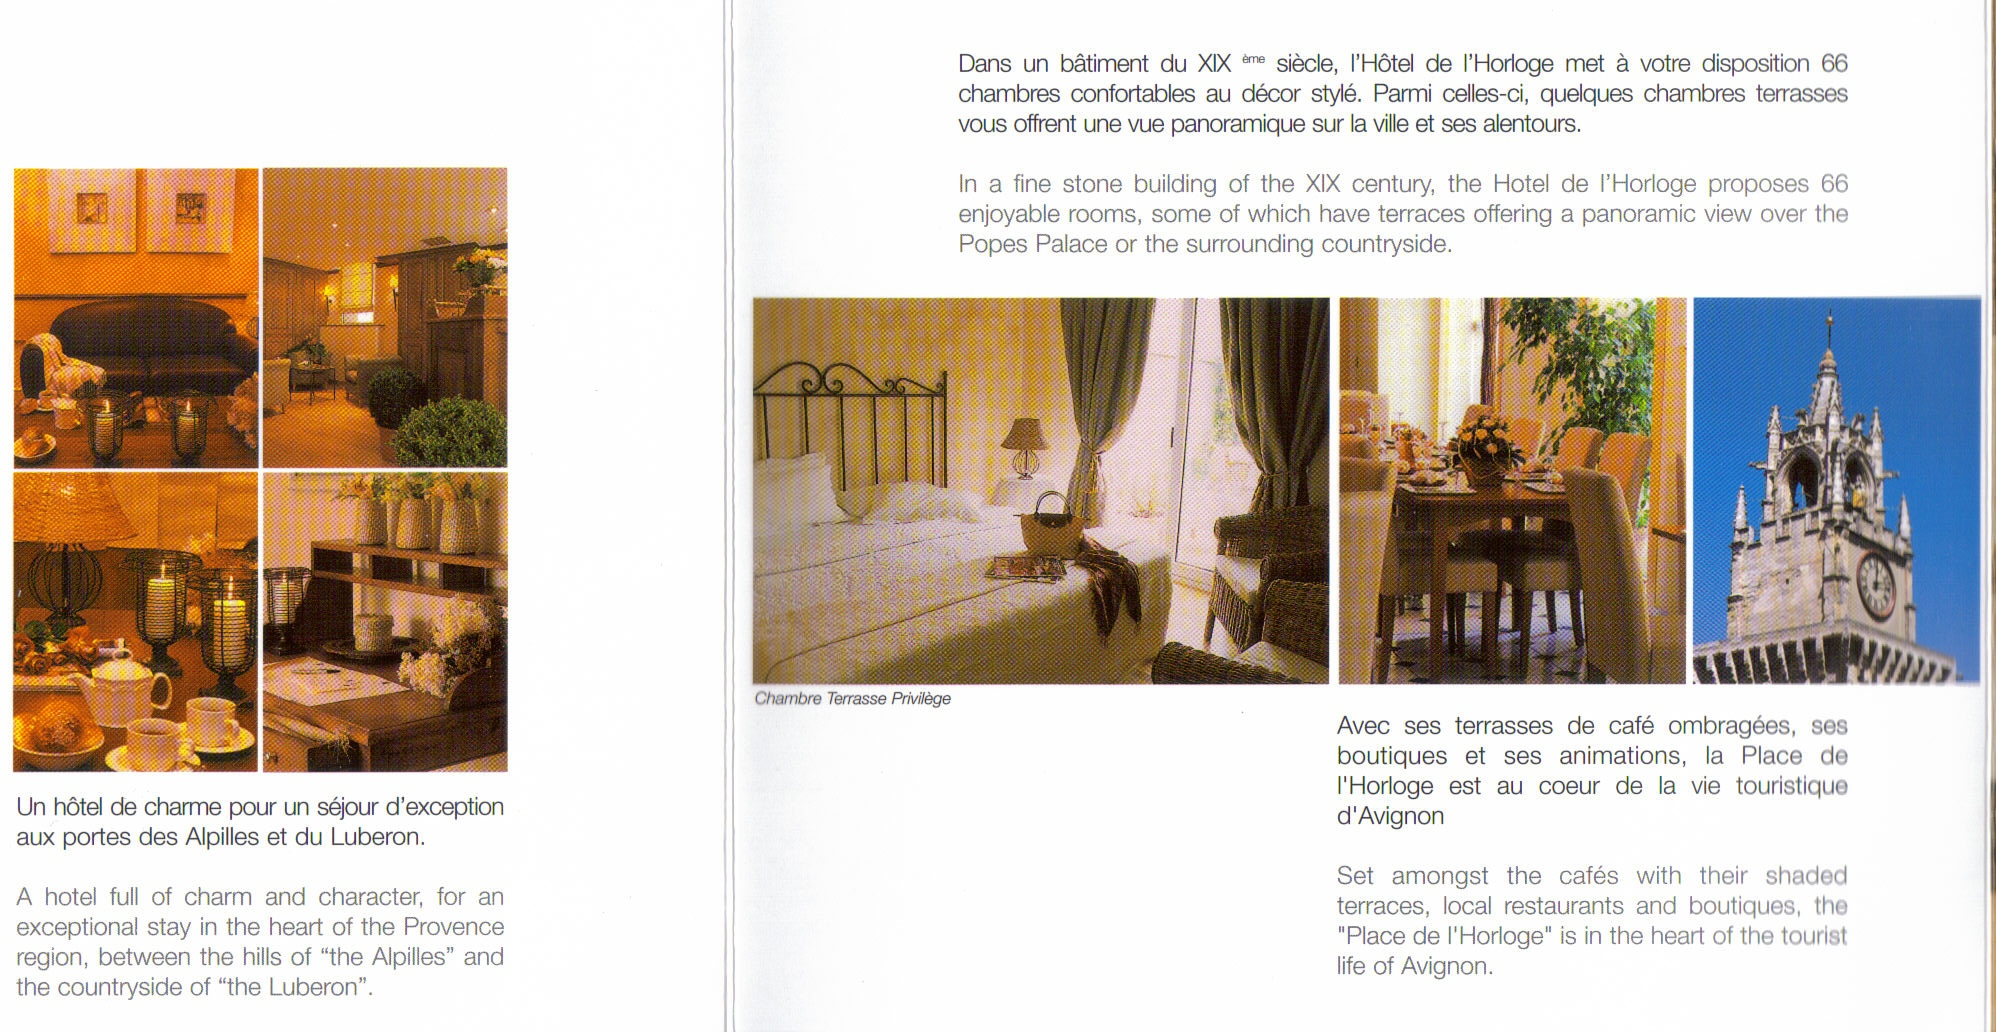 Un hôtel de charme pour un séjour d'exception
aux portes des Alpilles et du Luberon.
A hotel full of charm and character, for an
exceptional stay in the heart of the Provence
region, between the hills of “the Alpilles” and
the countryside of “the Luberon”.
Dans un bâtiment du XIX ème siècle, l'Hôtel de l'Horloge met à votre disposition 66
chambres confortables au décor stylé. Parmi celles-ci, quelques chambres terrasses
vous offrent une vue panoramique sur la ville et ses alentours.
In a fine stone building of the XIX century, the Hotel de l'Horloge proposes 66
enjoyable rooms, some of which have terraces offering a panoramic view over the
Popes Palace or the surrounding countryside.
Chambre Terrasse Privilège
Avec ses terrasses de café ombragées, ses
boutiques et ses animations, la Place de
l'Horloge est au coeur de la vie touristique
d'Avignon
Set amongst the cafés with their shaded
terraces, local restaurants and boutiques, the
"Place de l'Horloge" is in the heart of the tourist
life of Avignon.